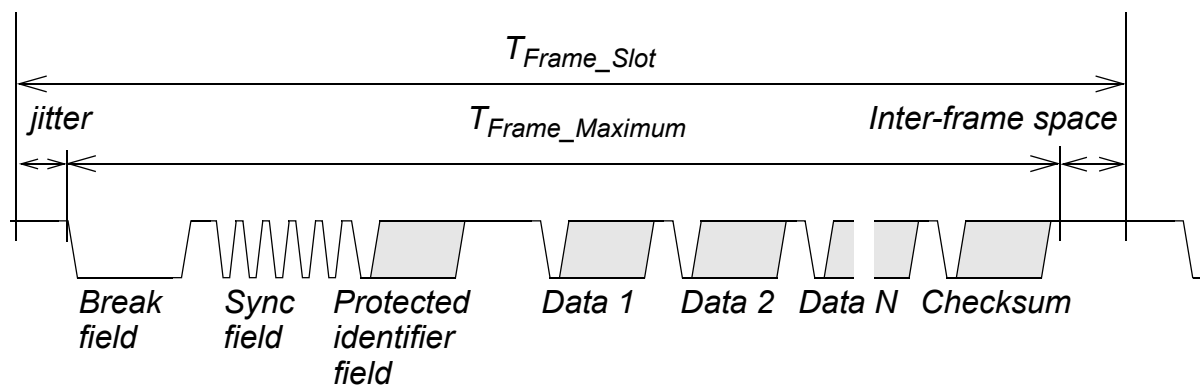 T_Frame_Slot
jitter
T_Frame_Maximum
Inter-frame space
Break
field
Sync
field
Protected
identifier
field
Data 1
Data 2
Data N
Checksum